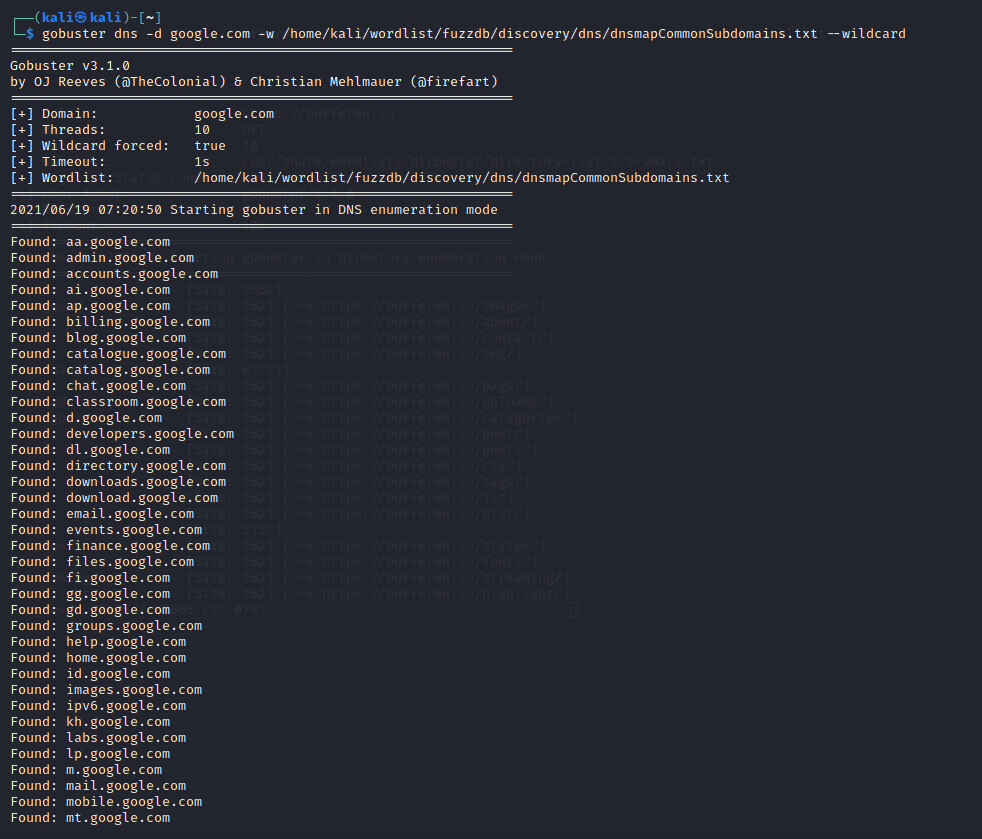 ┌──(kali㉿kali)-[~]
└─$ gobuster dns -d google.com -w /home/kali/wordlist/fuzzdb/discovery/dns/dnsmapCommonSubdomains.txt --wildcard
===============================================================
Gobuster v3.1.0
by OJ Reeves (@TheColonial) & Christian Mehlmauer (@firefart)
===============================================================
[+] Domain: google.com
[+] Threads: 10
[+] Wildcard forced: true
[+] Timeout: 1s
[+] Wordlist: /home/kali/wordlist/fuzzdb/discovery/dns/dnsmapCommonSubdomains.txt
===============================================================
2021/06/19 07:20:50 Starting gobuster in DNS enumeration mode
===============================================================
Found: aa.google.com
Found: admin.google.com
Found: accounts.google.com
Found: ai.google.com
Found: ap.google.com
Found: billing.google.com
Found: blog.google.com
Found: catalogue.google.com
Found: catalog.google.com
Found: chat.google.com
Found: classroom.google.com
Found: d.google.com
Found: developers.google.com
Found: dl.google.com
Found: directory.google.com
Found: downloads.google.com
Found: download.google.com
Found: email.google.com
Found: events.google.com
Found: finance.google.com
Found: files.google.com
Found: fi.google.com
Found: gg.google.com
Found: gd.google.com
Found: groups.google.com
Found: help.google.com
Found: home.google.com
Found: id.google.com
Found: images.google.com
Found: ipv6.google.com
Found: kh.google.com
Found: labs.google.com
Found: lp.google.com
Found: m.google.com
Found: mail.google.com
Found: mobile.google.com
Found: mt.google.com